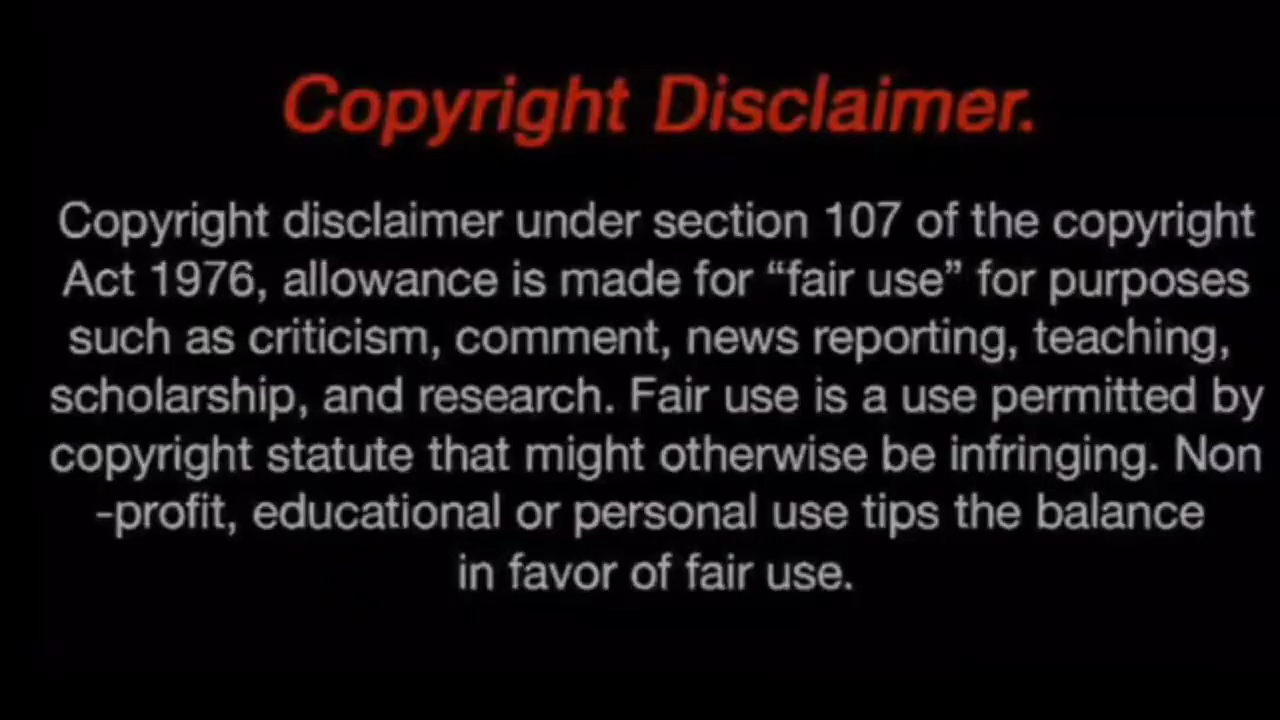 Copyright Disclaimer.
Copyright disclaimer under section 107 of the copyright
Act 1976, allowance is made for “fair use” for purposes
such as criticism, comment, news reporting, teaching,
scholarship, and research. Fair use is a use permitted by
copyright statute that might otherwise be infringing. Non
-profit, educational or personal use tips the balance
in favor of fair use.